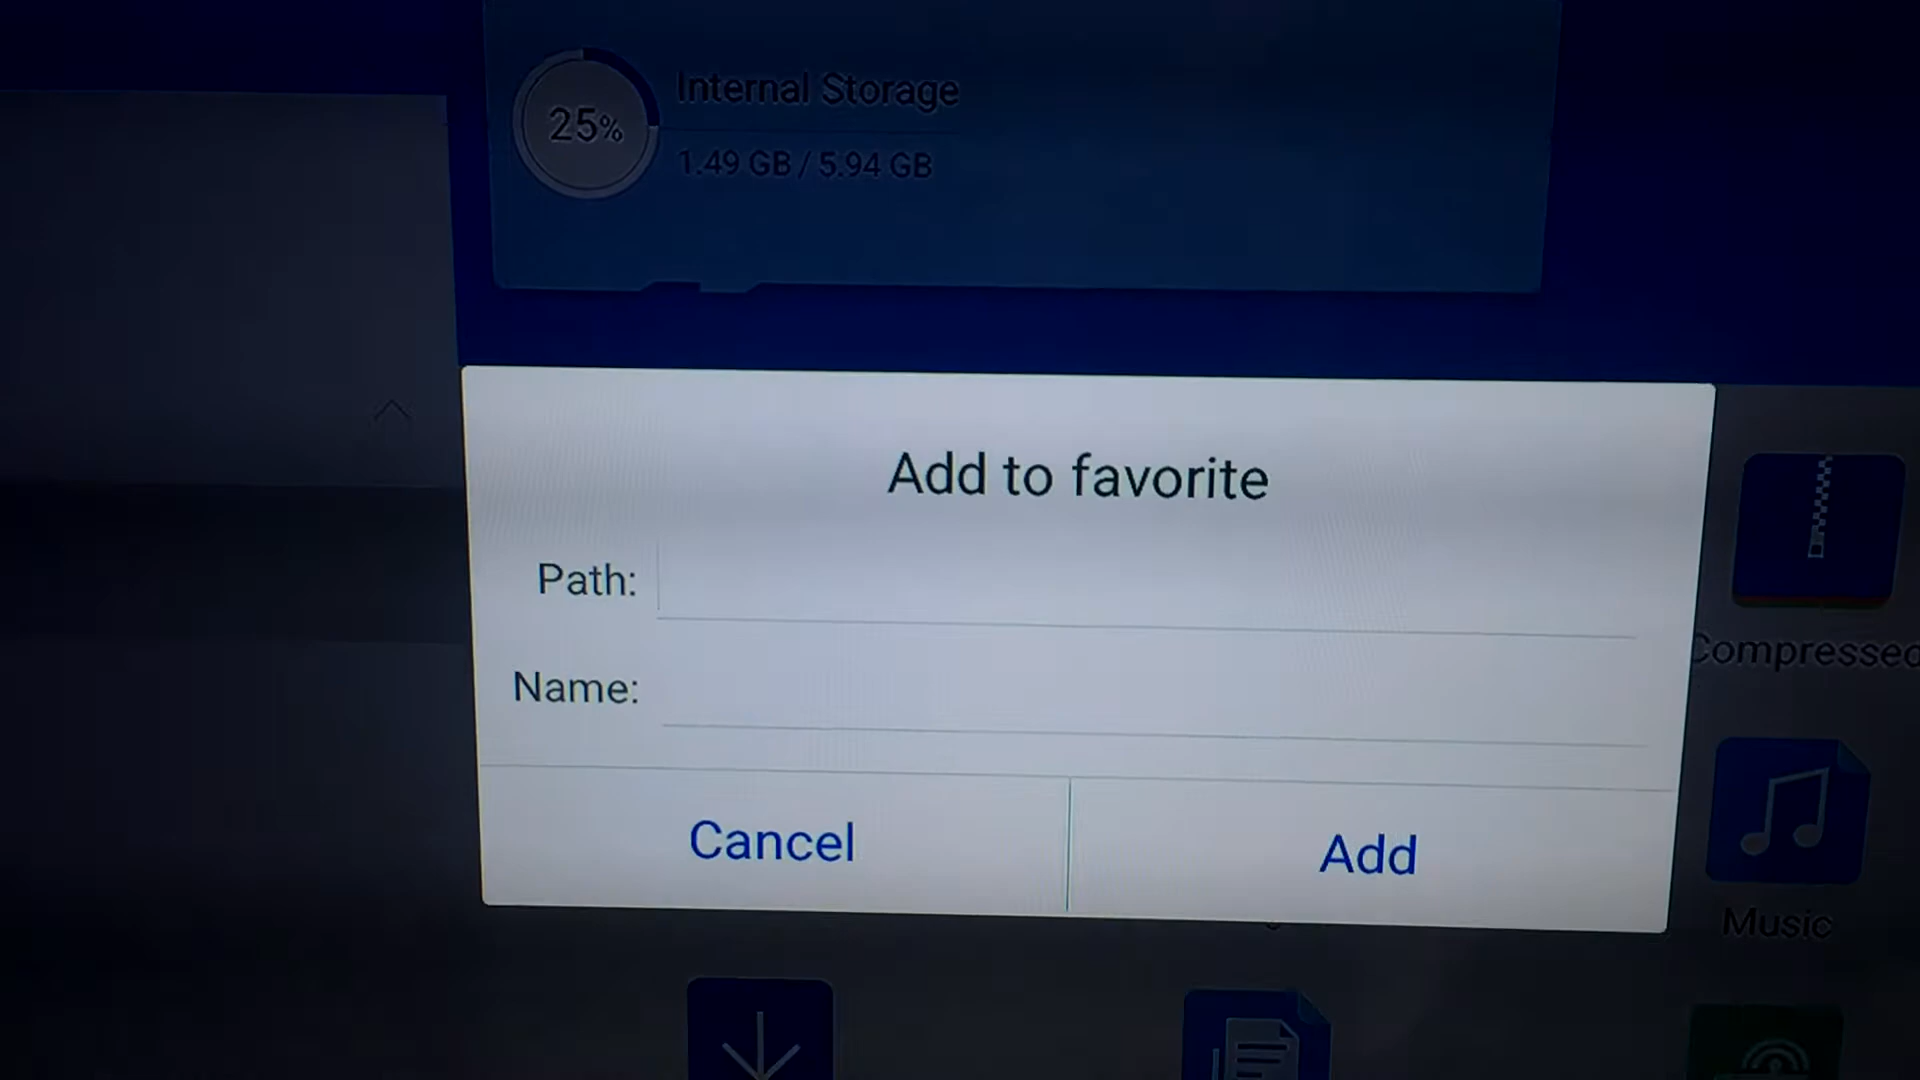 25%
Internal Storage
1.49 GB / 5.94 GB
Add to favorite
Path:
Name:
Cancel
Add
Compressed
Music